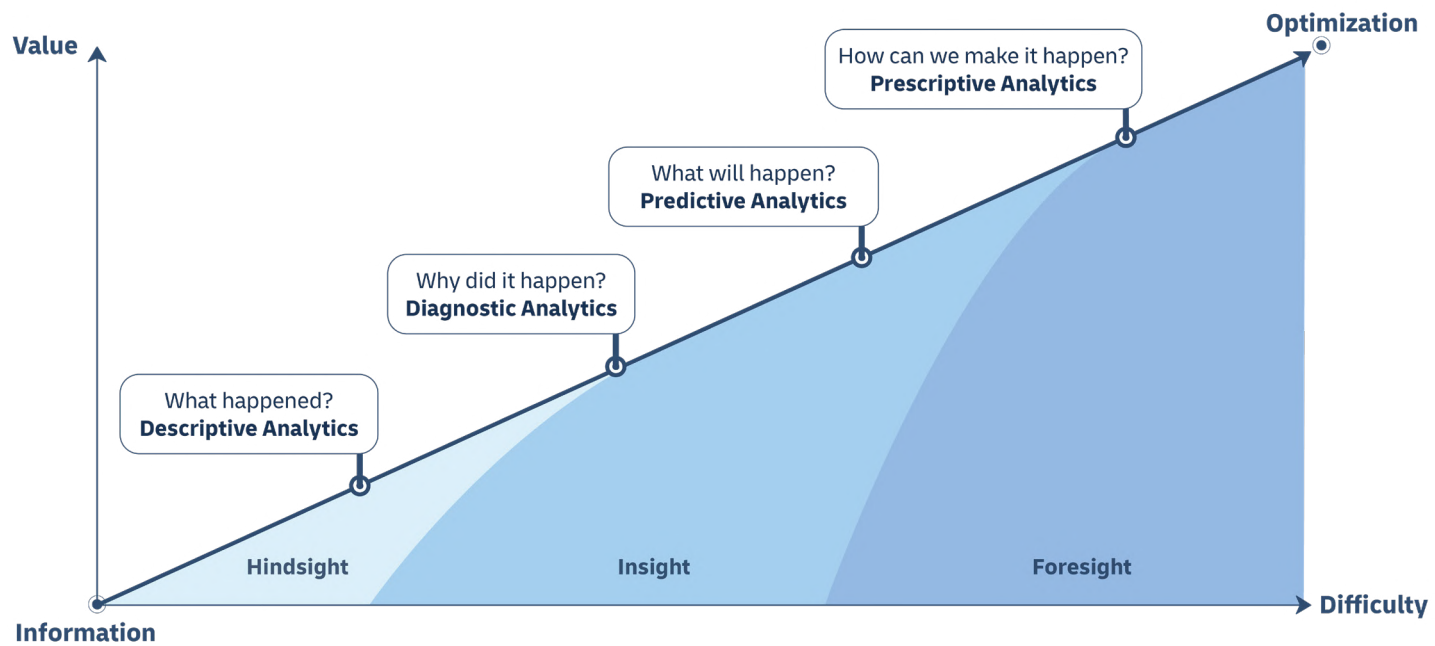 Value
Optimization
How can we make it happen?
Prescriptive Analytics
What will happen?
Predictive Analytics
Why did it happen?
Diagnostic Analytics
What happened?
Descriptive Analytics
Hindsight
Insight
Foresight
Difficulty
Information